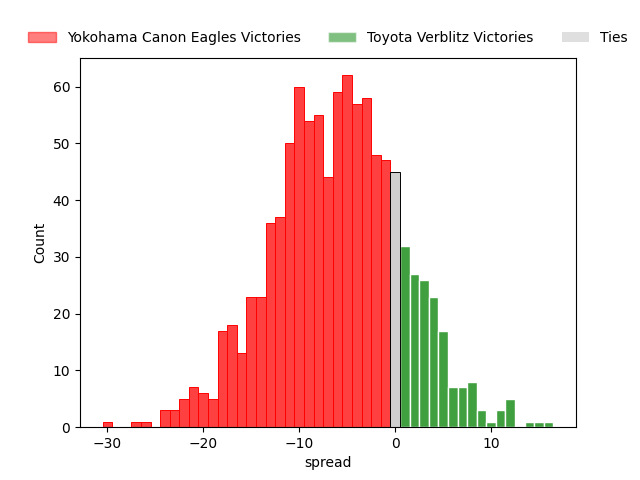 Yokohama Canon Eagles Victories Toyota Verblitz Victories Ties
60
50
40
30
20
10
0
Count
−30 −20 −10 0 10
spread